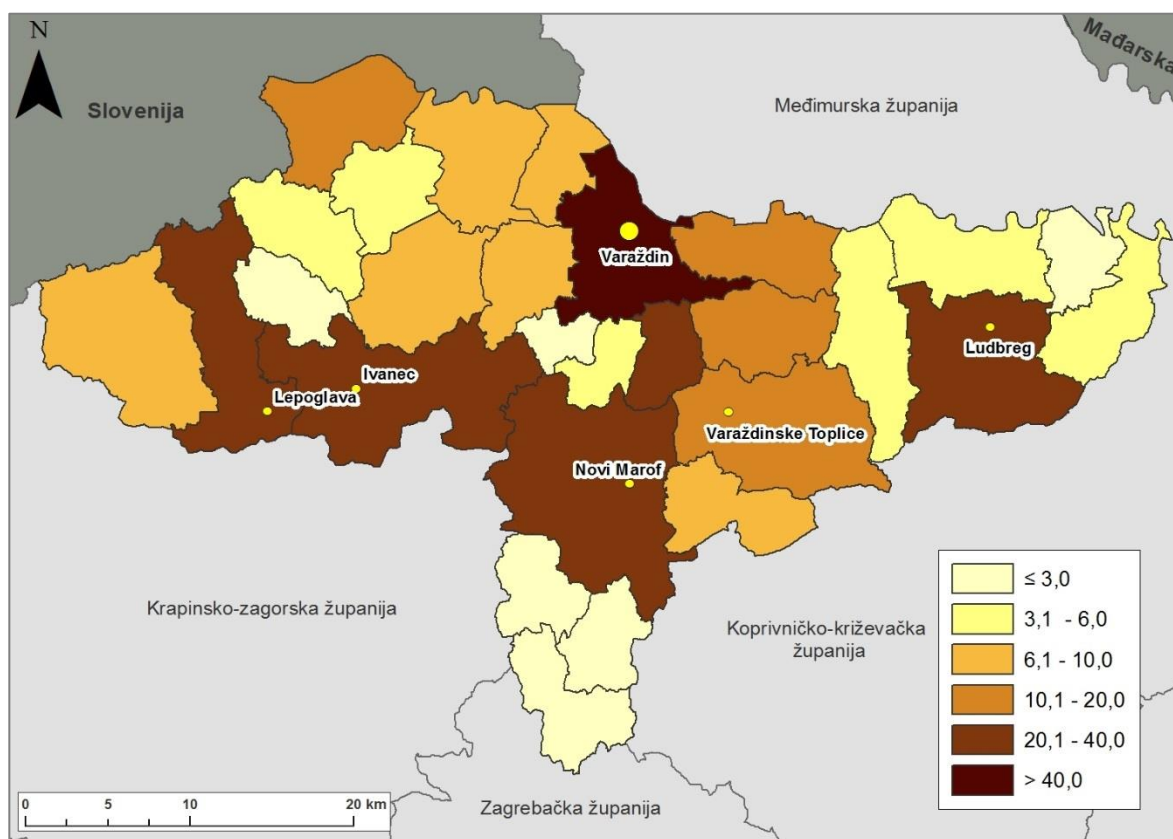 N
Slovenija
Mađarska
Međimurska županija
Varaždin
Ludbreg
Ivanec
Lepoglava
Varaždinske Toplice
Novi Marof
Krapinsko-zagorska županija
Koprivničko-križevačka
županija
Zagrebačka županija
≤ 3,0
3,1 - 6,0
6,1 - 10,0
10,1 - 20,0
20,1 - 40,0
> 40,0
0 5 10 20 km